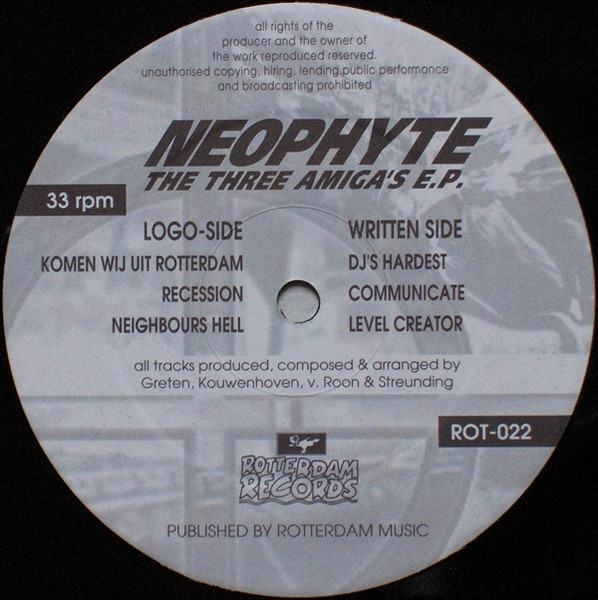 all rights of the
producer and the owner of
the work reproduced reserved.
unauthorised copying, hiring, lending,public performance
and broadcasting prohibited
NEOPHYTE
THE THREE AMIGA'S E.P.
33 rpm
LOGO-SIDE
KOMEN WIJ UIT ROTTERDAM
RECESSION
NEIGHBOURS HELL
WRITTEN SIDE
DJ'S HARDEST
COMMUNICATE
LEVEL CREATOR
all tracks produced, composed & arranged by
Greten, Kouwenhoven, v. Roon & Streunding
ROT-022
ROTTERDAM
RECORDS
PUBLISHED BY ROTTERDAM MUSIC